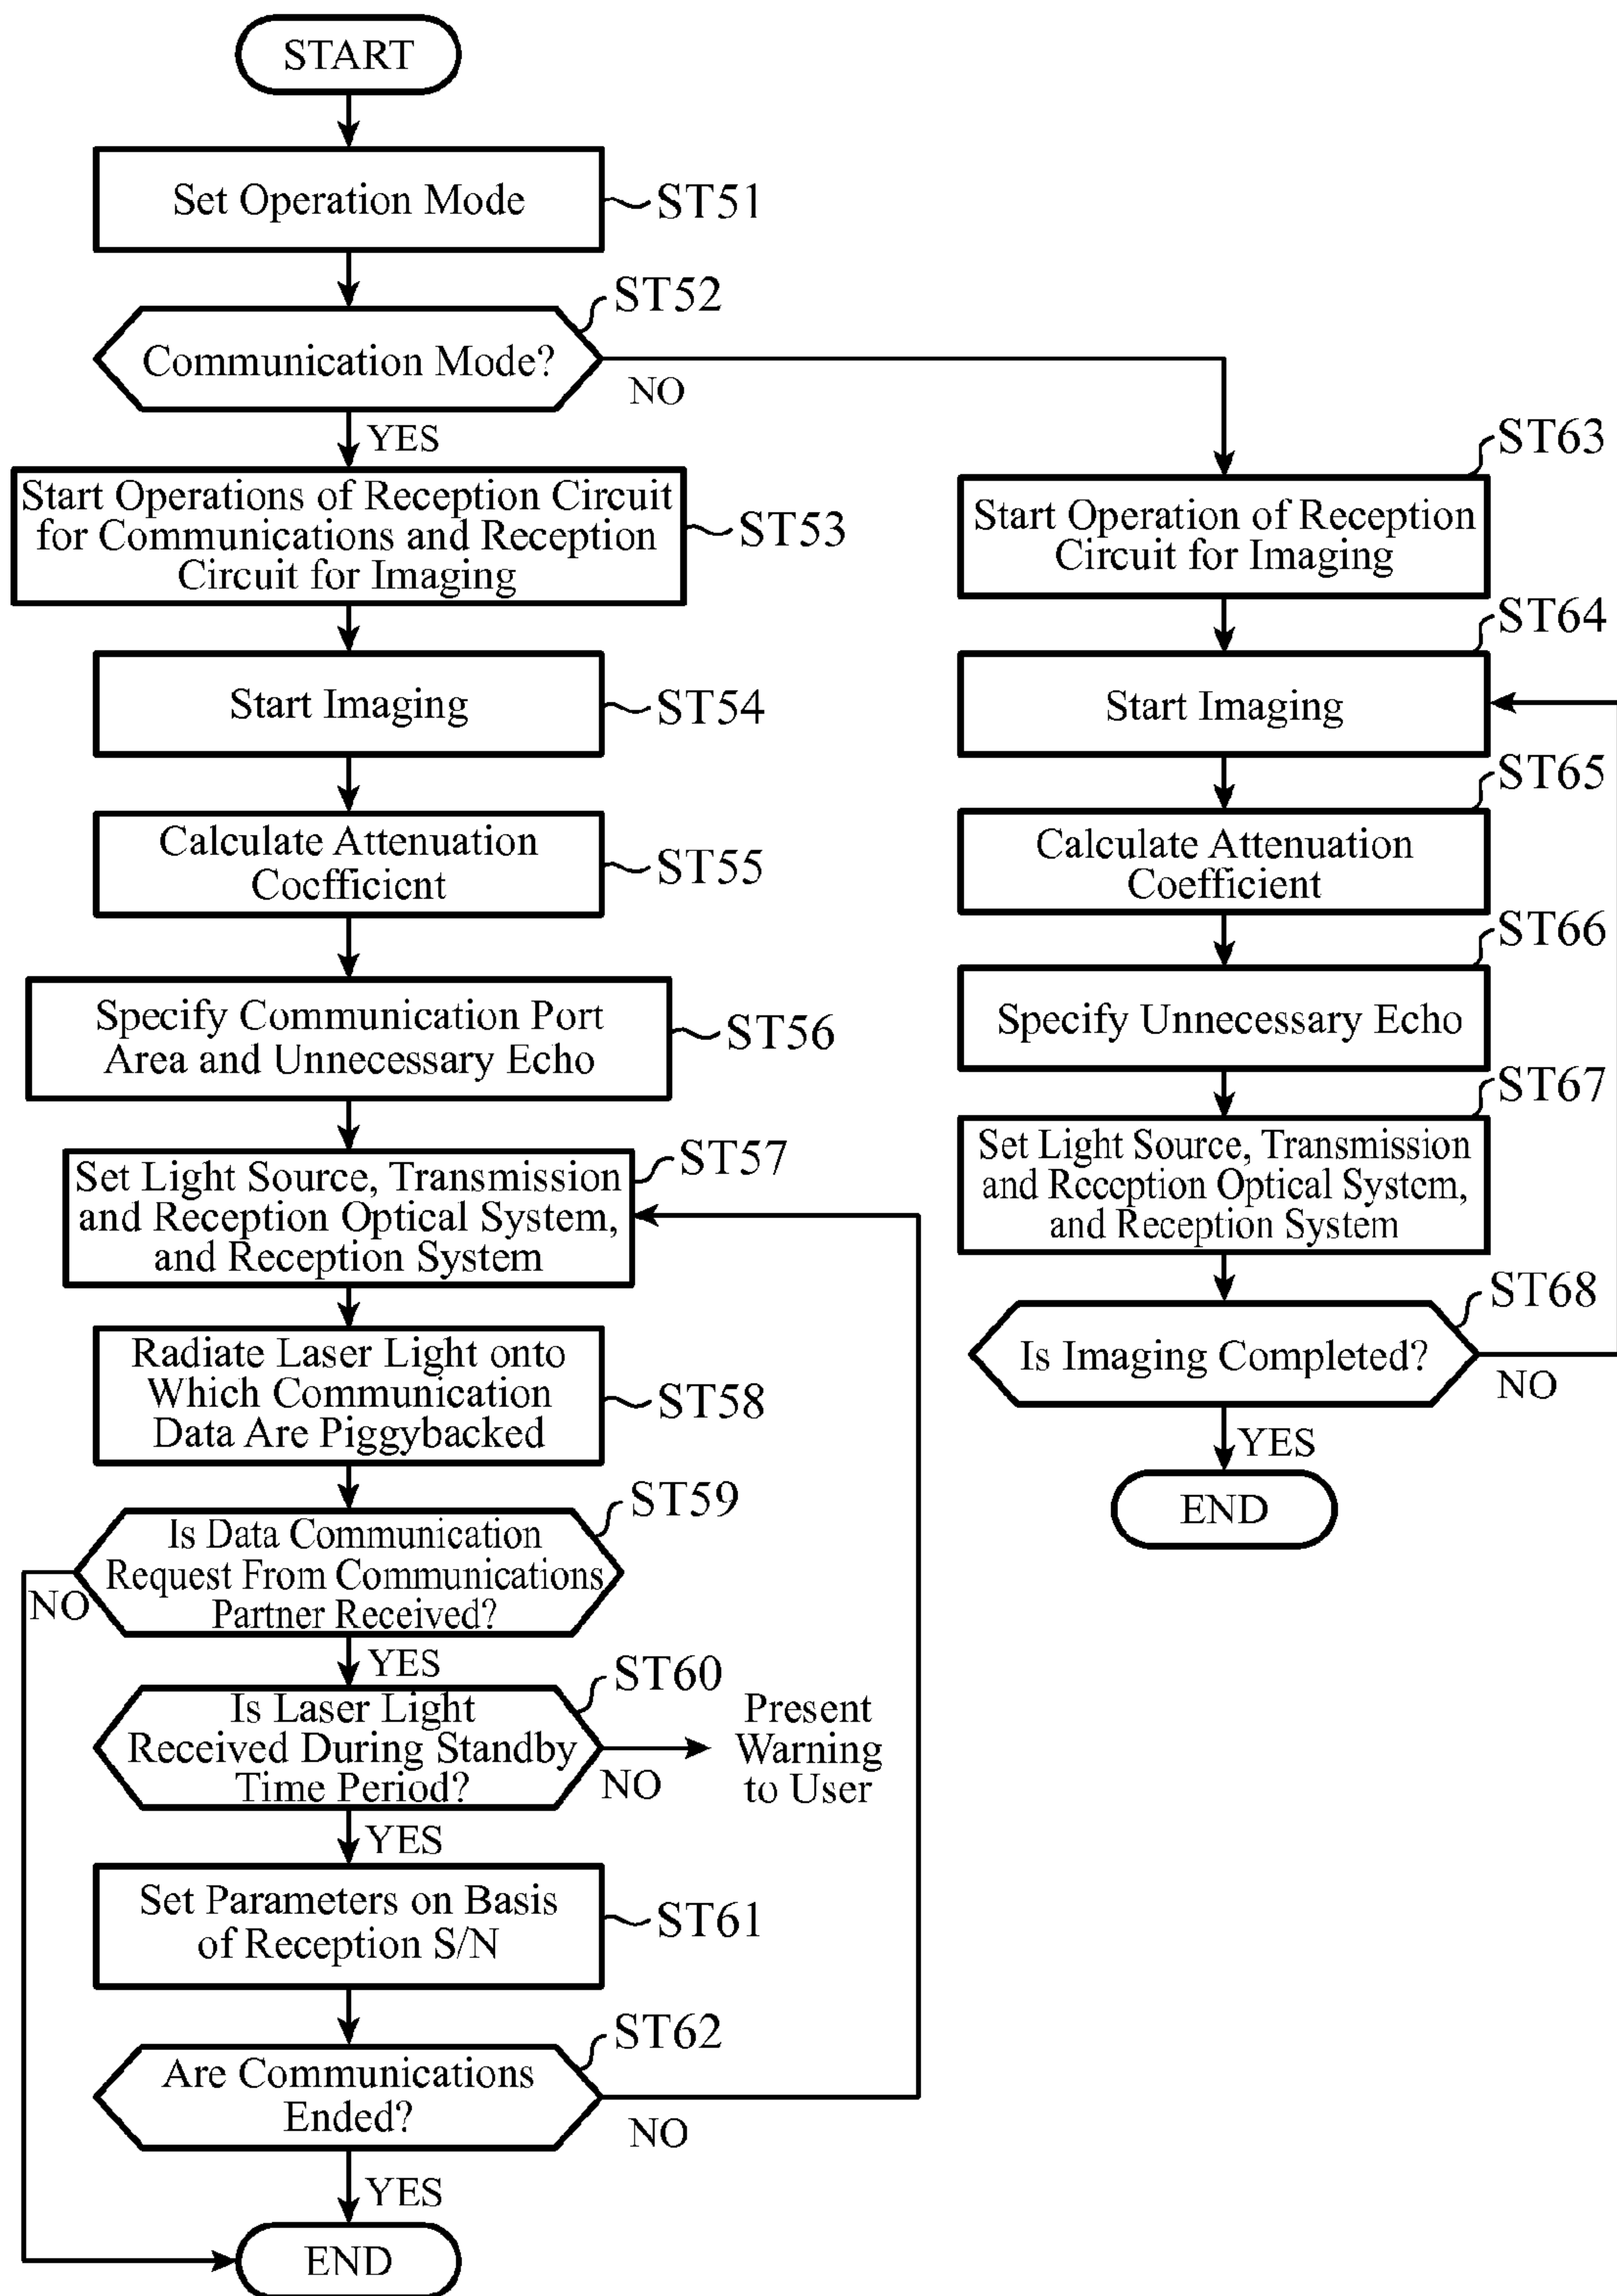 START
Set Operation Mode
ST51
ST52
Communication Mode?
NO
YES
Start Operations of Reception Circuit
for Communications and Reception
Circuit for Imaging
ST53
Start Imaging
ST54
Calculate Attenuation
Coefficient
ST55
Specify Communication Port
Area and Unnecessary Echo
ST56
Set Light Source, Transmission
and Reception Optical System,
and Reception System
ST57
Radiate Laser Light onto
Which Communication
Data Are Piggybacked
ST58
ST59
Is Data Communication
Request From Communications
Partner Received?
NO
YES
ST60
Is Laser Light
Received During Standby
Time Period?
NO
Present
Warning
to User
YES
Set Parameters on Basis
of Reception S/N
ST61
ST62
Are Communications
Ended?
NO
YES
END
ST63
Start Operation of Reception
Circuit for Imaging
ST64
Start Imaging
ST65
Calculate Attenuation
Coefficient
ST66
Specify Unnecessary Echo
ST67
Set Light Source, Transmission
and Reception Optical System,
and Reception System
ST68
Is Imaging Completed?
NO
YES
END